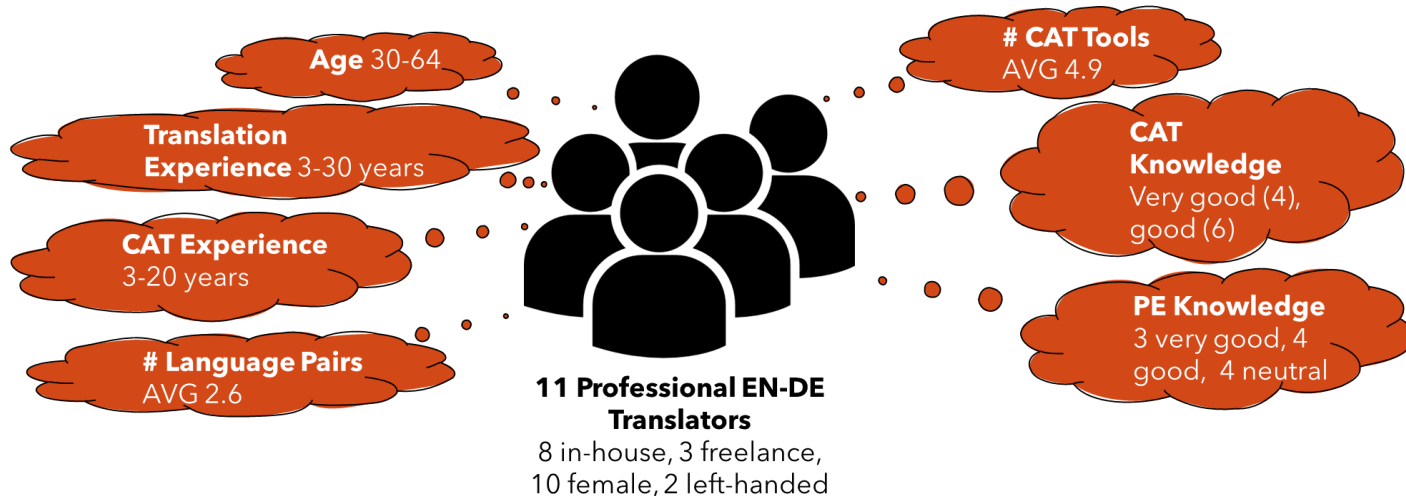 Age 30-64
Translation
Experience 3-30 years
CAT Experience
3-20 years
# Language Pairs
AVG 2.6
11 Professional EN-DE
Translators
8 in-house, 3 freelance,
10 female, 2 left-handed
# CAT Tools
AVG 4.9
CAT
Knowledge
Very good (4),
good (6)
PE Knowledge
3 very good, 4
good, 4 neutral